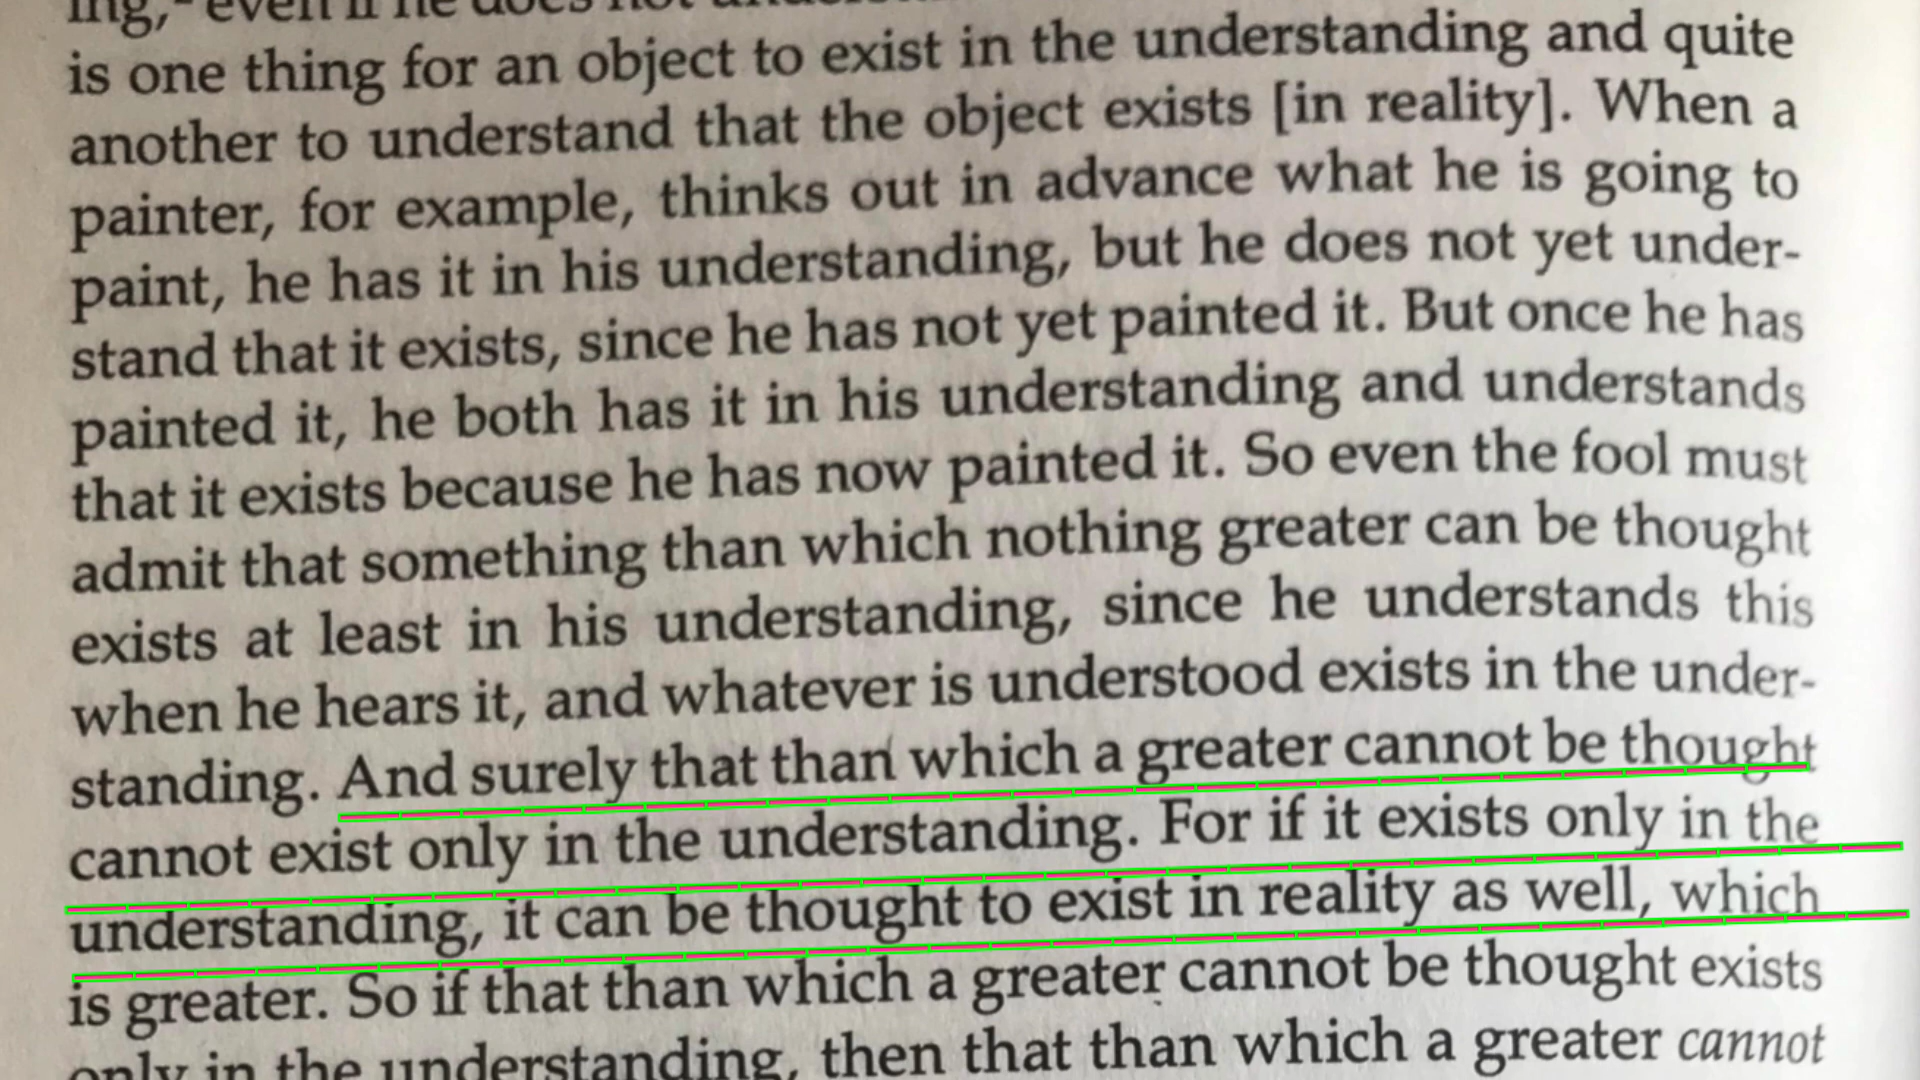 ing,² even if he does not understand
is one thing for an object to exist in the understanding and quite
another to understand that the object exists [in reality]. When a
painter, for example, thinks out in advance what he is going to
paint, he has it in his understanding, but he does not yet under-
stand that it exists, since he has not yet painted it. But once he has
painted it, he both has it in his understanding and understands
that it exists because he has now painted it. So even the fool must
admit that something than which nothing greater can be thought
exists at least in his understanding, since he understands this
when he hears it, and whatever is understood exists in the under-
standing. And surely that than which a greater cannot be thought
cannot exist only in the understanding. For if it exists only in the
understanding, it can be thought to exist in reality as well, which
is greater. So if that than which a greater cannot be thought exists
only in the understanding, then that than which a greater cannot